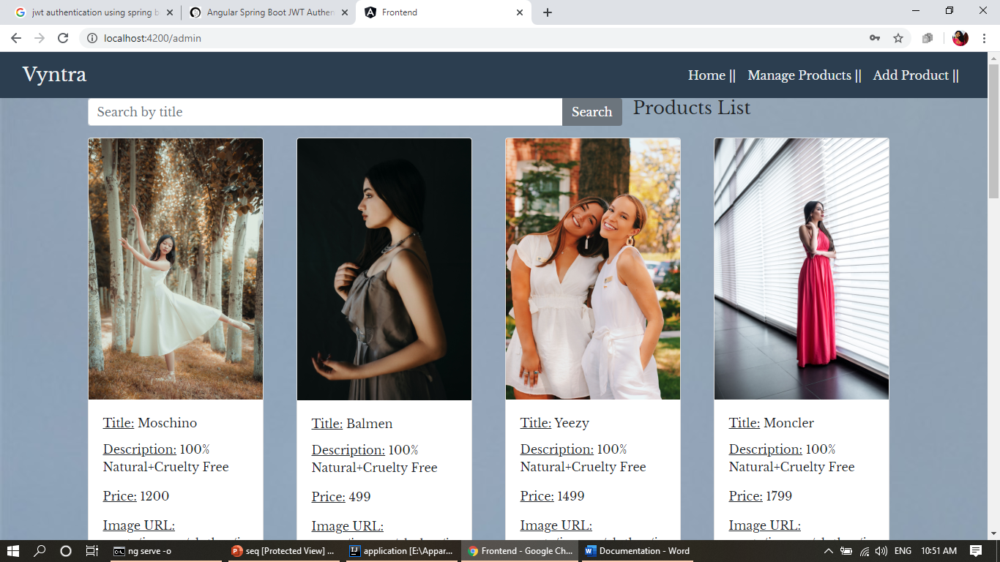 jwt authentication using spring b
Angular Spring Boot JWT Authen
Frontend
localhost:4200/admin
Vyntra
Home ||
Manage Products ||
Add Product ||
Search by title
Search
Products List
Title: Moschino
Description: 100%
Natural+Cruelty Free
Price: 1200
Image URL:
Title: Balmen
Description: 100%
Natural+Cruelty Free
Price: 499
Image URL:
Title: Yeezy
Description: 100%
Natural+Cruelty Free
Price: 1499
Image URL:
Title: Moncler
Description: 100%
Natural+Cruelty Free
Price: 1799
Image URL:
ng serve -o
seq [Protected View] ...
application [E:\Appar...
Frontend - Google Ch...
Documentation - Word
ENG
10:51 AM